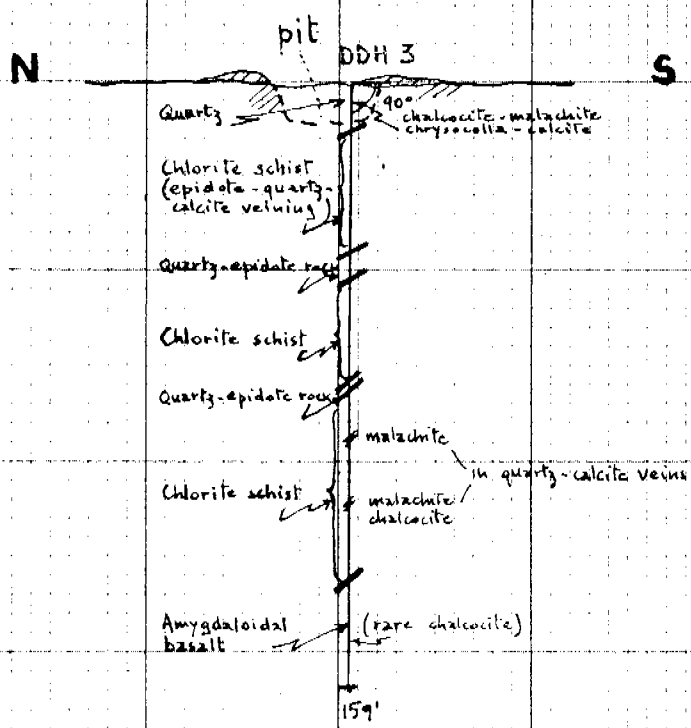 pit
DDH 3
N
S
90°
Quartz
chalcocite - malachite
chrysocolla - calcite
Chlorite schist
(epidote - quartz -
calcite veining)
Quartz-epidote rock
Chlorite schist
Quartz-epidote rock
malachite
in quartz-calcite veins
Chlorite schist
malachite
chalcocite
Amygdaloidal
basalt
(rare chalcocite)
159'